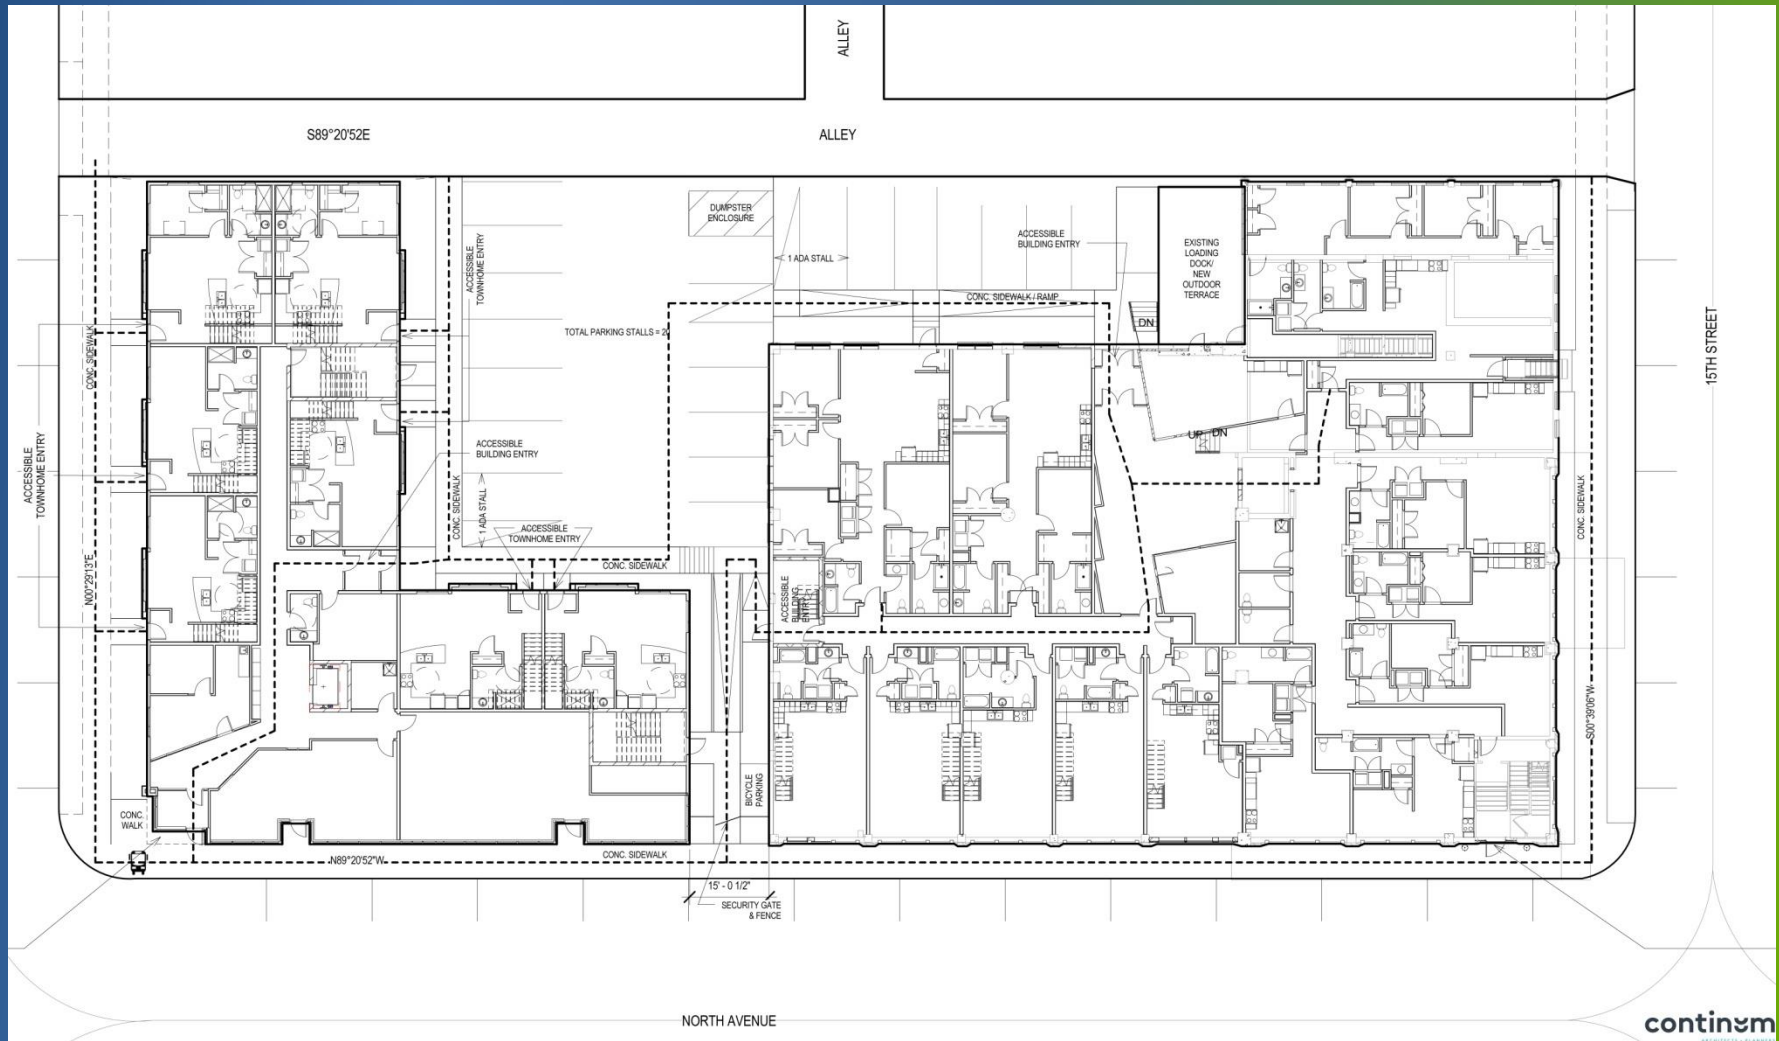 ALLEY
S89°20'52E
ALLEY
DUMPSTER
ENCLOSURE
ACCESSIBLE
BUILDING ENTRY
EXISTING
LOADING
DOCK/
NEW
OUTDOOR
TERRACE
1 ADA STALL
ACCESSIBLE
TOWNHOME ENTRY
CONC. SIDEWALK / RAMP
DN
TOTAL PARKING STALLS = 2
CONC. SIDEWALK
15TH STREET
ACCESSIBLE
TOWNHOME ENTRY
ACCESSIBLE
BUILDING ENTRY
UP
DN
CONC. SIDEWALK
1 ADA STALL
CONC. SIDEWALK
ACCESSIBLE
TOWNHOME ENTRY
N00°29'13"E
CONC. SIDEWALK
ACCESSIBLE
BUILDING
ENTRY
S00°39'06"W
BICYCLE
PARKING
CONC.
WALK
N89°20'52"W
CONC. SIDEWALK
15' - 0 1/2"
SECURITY GATE
& FENCE
NORTH AVENUE
continuum
ARCHITECTS + PLANNERS